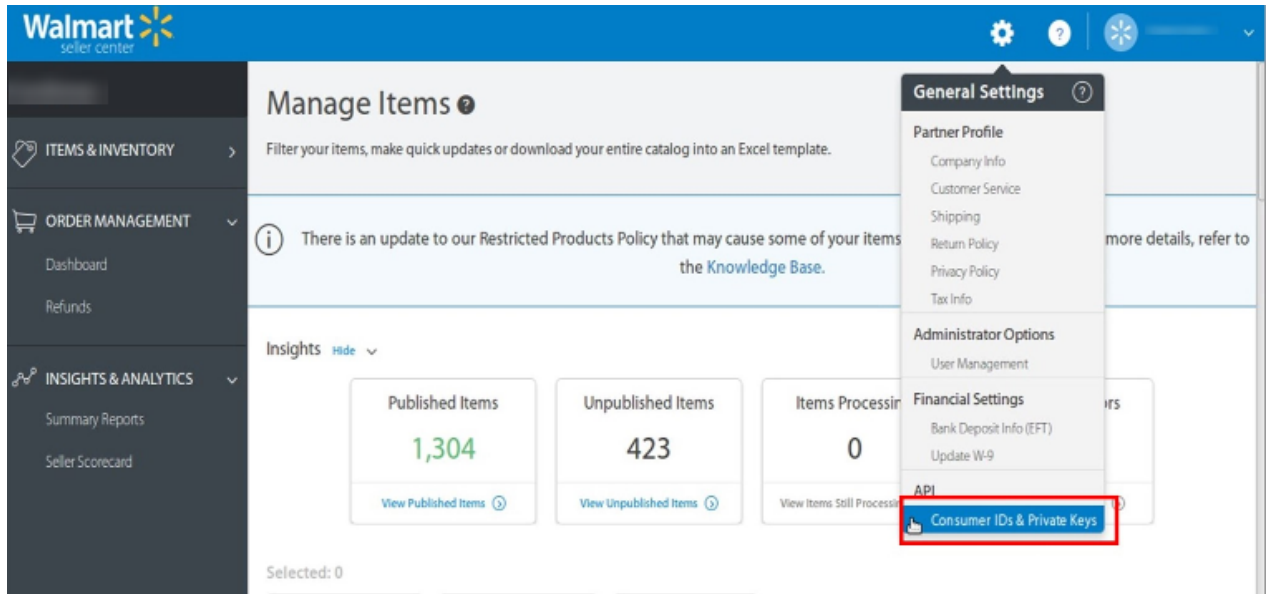 Walmart
seller center
?
General Settings ?
Partner Profile
Company Info
Customer Service
Shipping
Return Policy
Privacy Policy
Tax Info
Administrator Options
User Management
Financial Settings
Bank Deposit Info (EFT)
Update W-9
API
Consumer IDs & Private Keys
ITEMS & INVENTORY
ORDER MANAGEMENT
Dashboard
Refunds
INSIGHTS & ANALYTICS
Summary Reports
Seller Scorecard
Manage Items ?
Filter your items, make quick updates or download your entire catalog into an Excel template.
i There is an update to our Restricted Products Policy that may cause some of your items more details, refer to
the Knowledge Base.
Insights Hide
Published Items
1,304
View Published Items
Unpublished Items
423
View Unpublished Items
Items Processin
0
View Items Still Processin
rs
Selected: 0